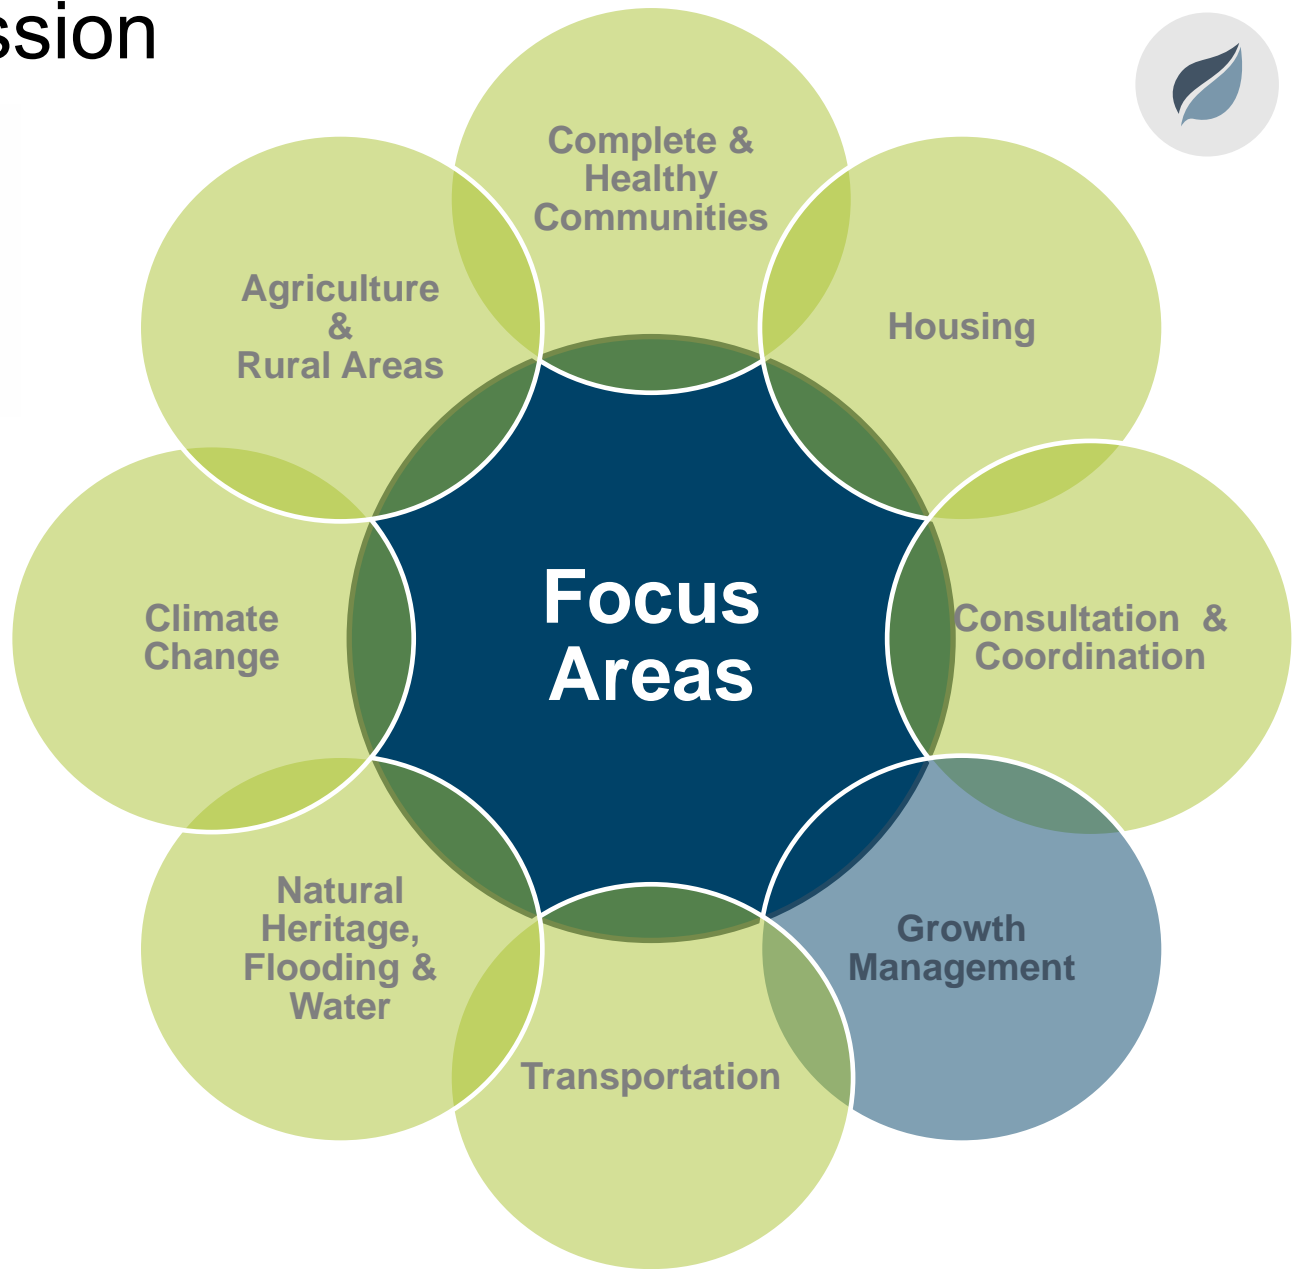 ssion
Complete &
Healthy
Communities
Agriculture
&
Rural Areas
Housing
Focus
Areas
Climate
Change
Consultation  &
Coordination
Natural
Heritage,
Flooding &
Water
Growth
Management
Transportation